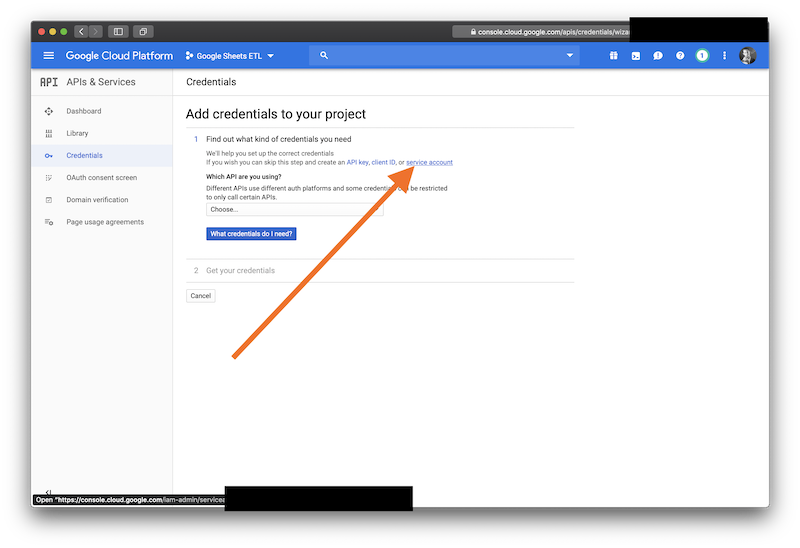 console.cloud.google.com/apis/credentials/wiza
Google Cloud Platform
Google Sheets ETL
1
API APIs & Services
Credentials
Dashboard
Library
Credentials
OAuth consent screen
Domain verification
Page usage agreements
Add credentials to your project
1 Find out what kind of credentials you need
We'll help you set up the correct credentials
If you wish you can skip this step and create an API key, client ID, or service account
Which API are you using?
Different APIs use different auth platforms and some credentials can be restricted
to only call certain APIs.
Choose...
What credentials do I need?
2 Get your credentials
Cancel
Open "https://console.cloud.google.com/iam-admin/servicea